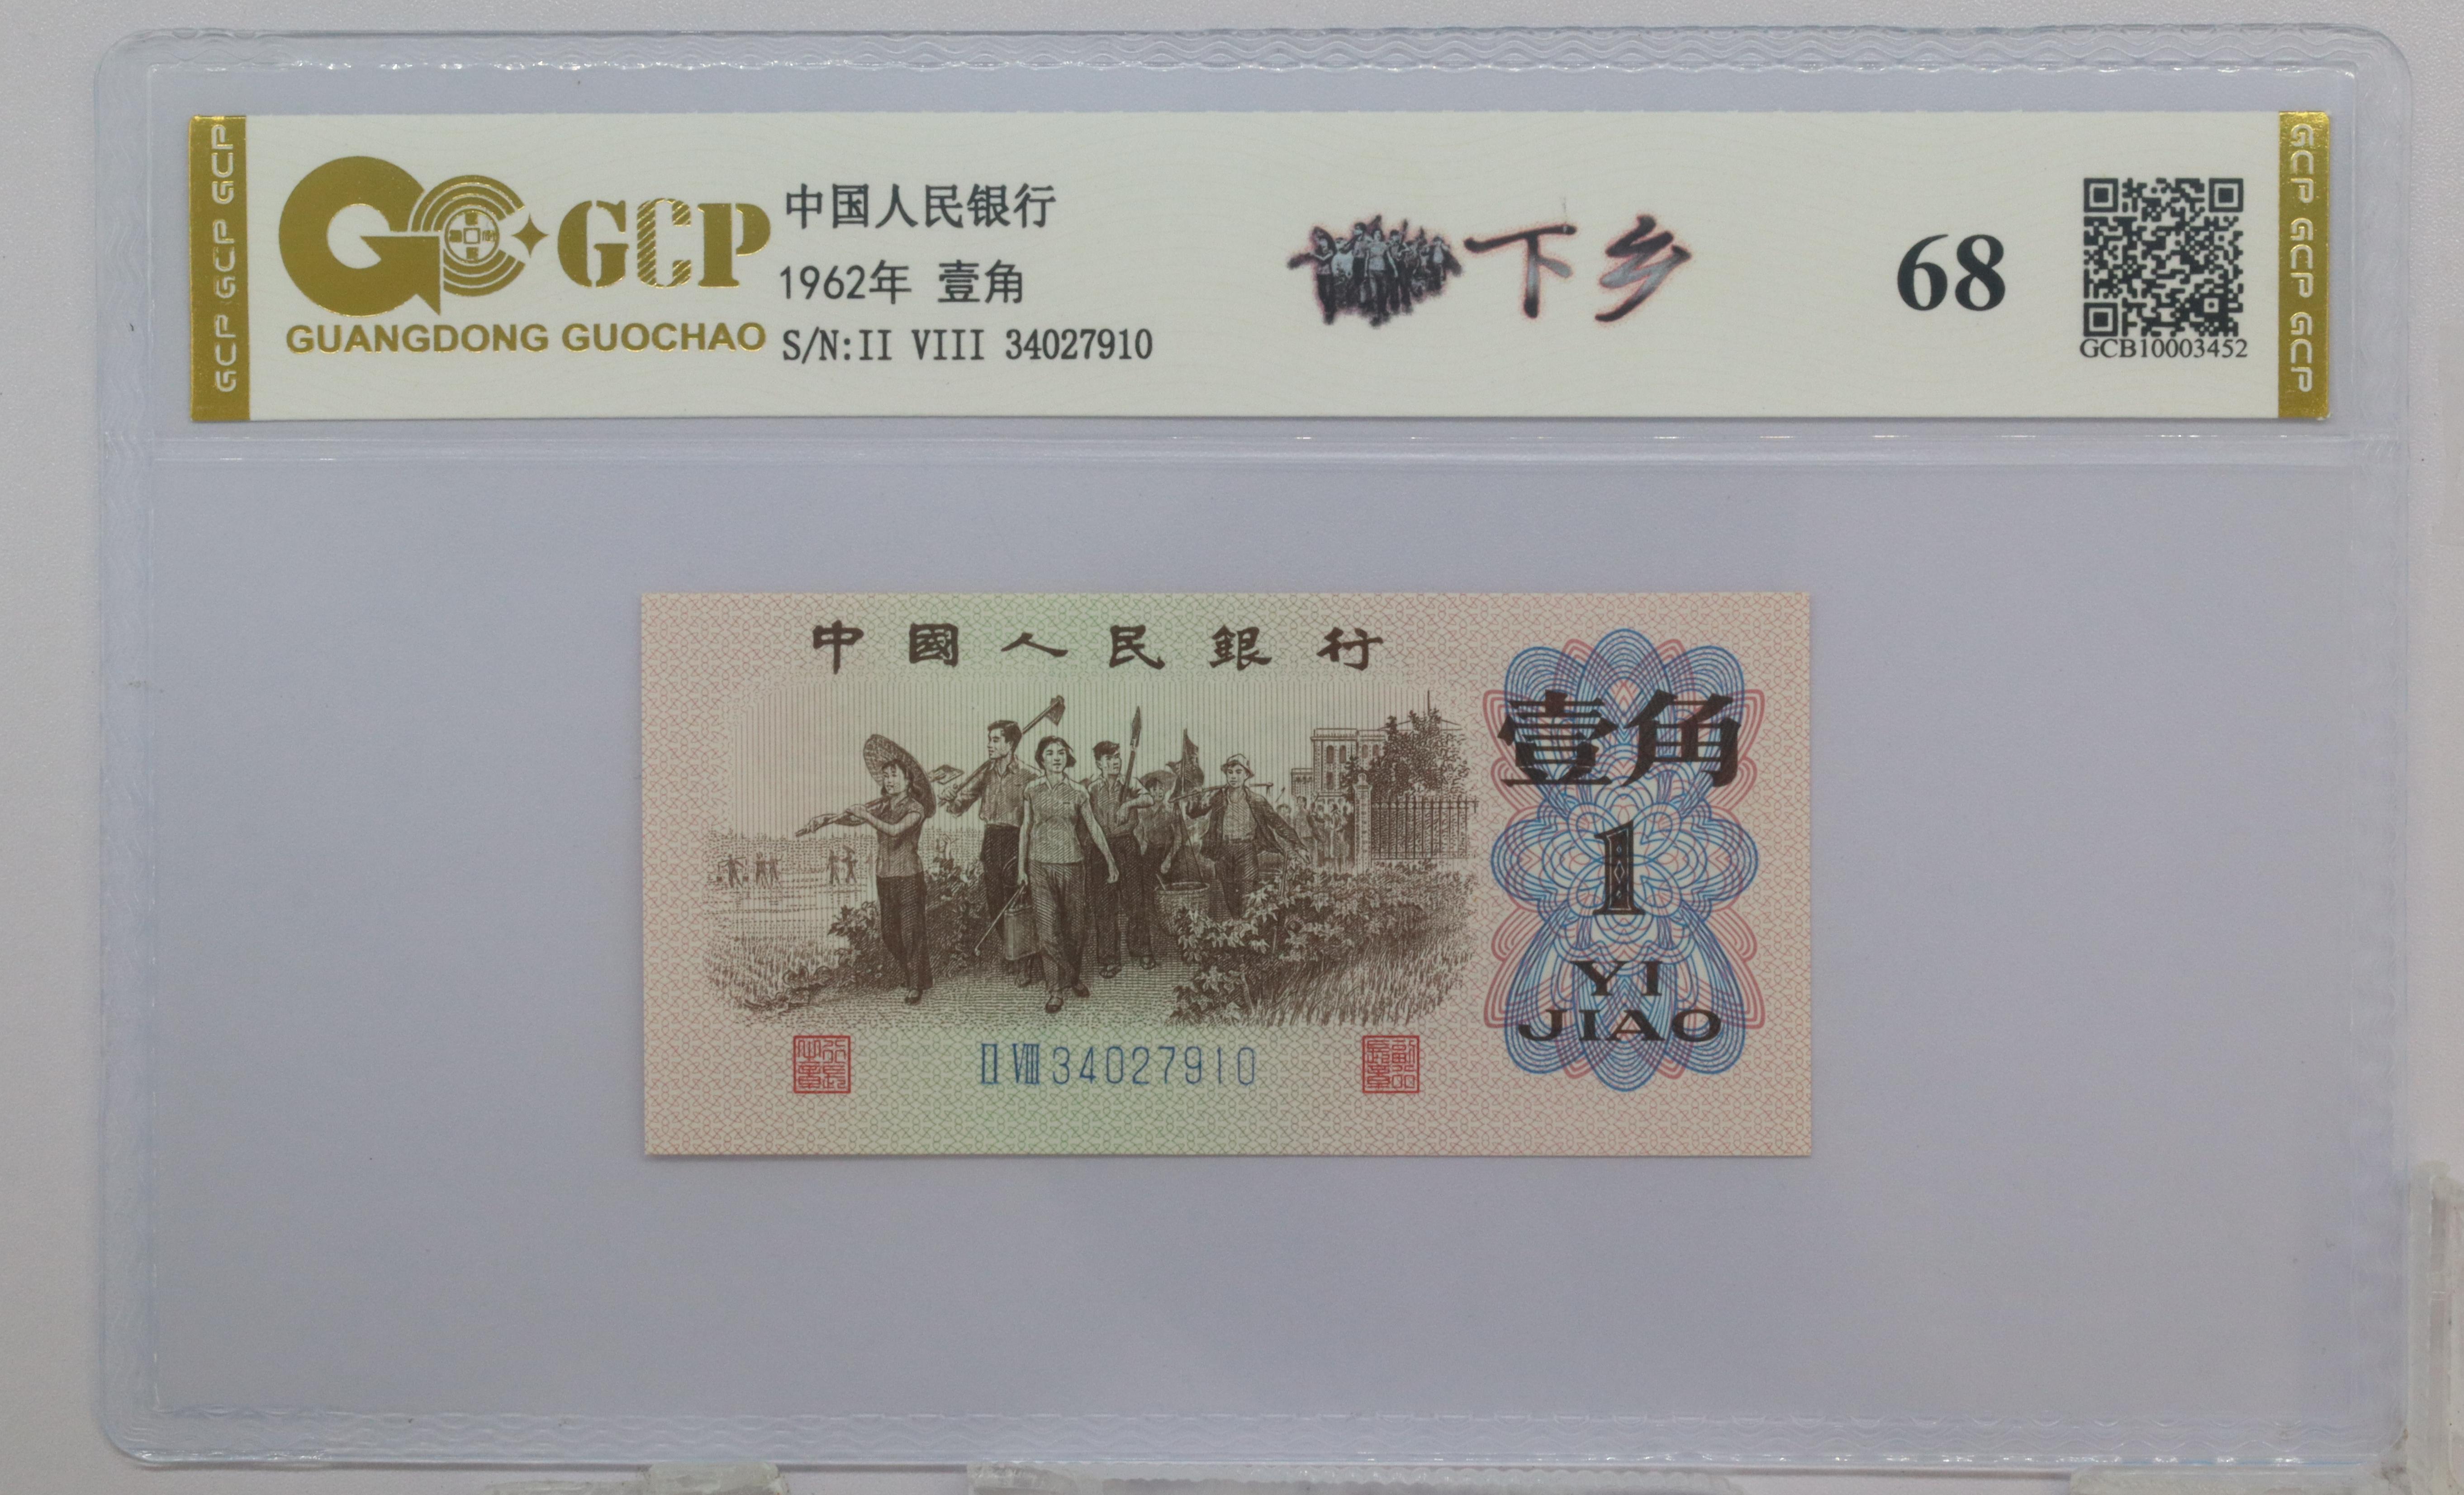 GCP GCP GCP
GCP
GUANGDONG GUOCHAO
中国人民银行
1962年 壹角
S/N:II VIII 34027910
下乡
68
GCB10003452
GCP GCP GCP
中國人民銀行
壹角
1
YI
JIAO
II VIII 34027910